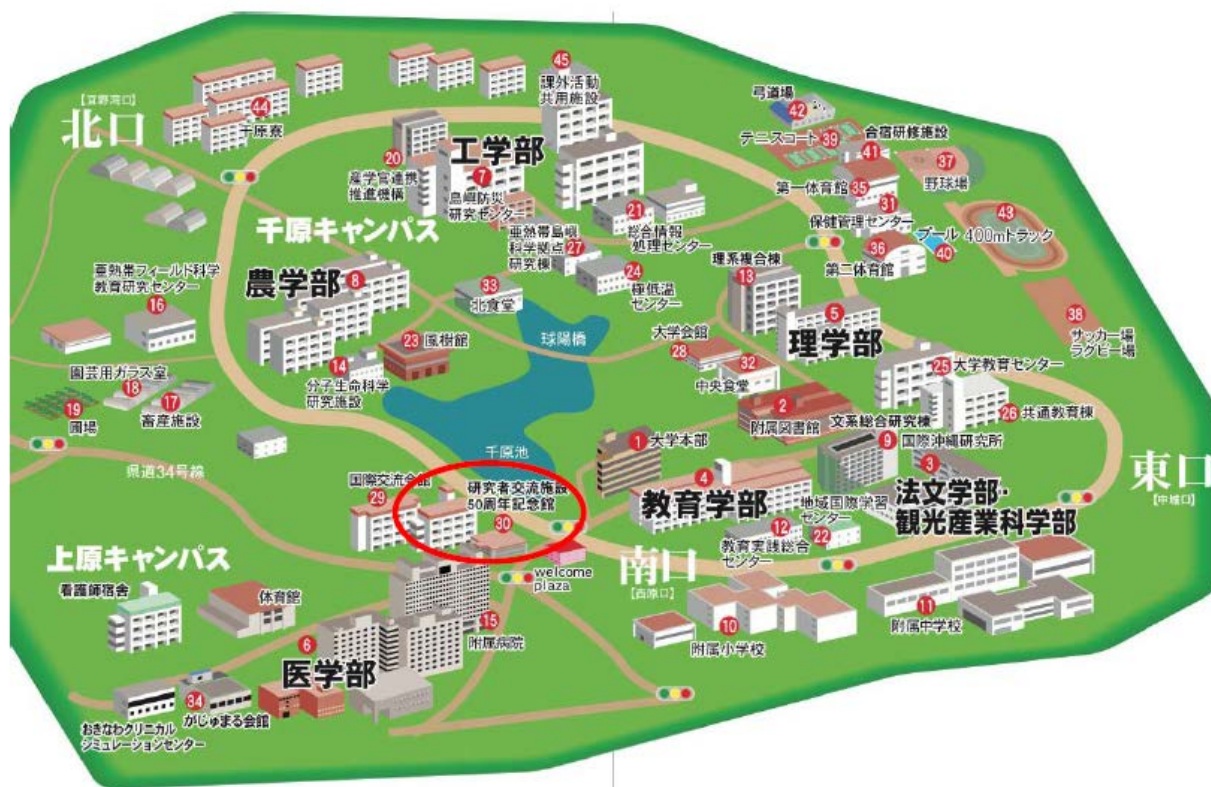 【宜野湾口】
北口
44
千原寮
45
課外活動
共用施設
弓道場
42
テニスコート
39
合宿研修施設
41
37
野球場
20
産学官連携
推進機構
工学部
7
島嶼防災
研究センター
第一体育館
35
31
保健管理センター
43
400mトラック
プール
40
36
第二体育館
21
総合情報
処理センター
亜熱帯島嶼
科学拠点
研究棟
27
24
極低温
センター
理系複合棟
13
千原キャンパス
亜熱帯フィールド科学
教育研究センター
16
農学部
8
33
北食堂
球陽橋
5
理学部
38
サッカー場
ラグビー場
23
風樹館
14
分子生命科学
研究施設
大学会館
28
32
中央食堂
25
大学教育センター
26
共通教育棟
園芸用ガラス室
18
17
畜産施設
19
圃場
2
附属図書館
文系総合研究棟
9
国際沖縄研究所
1
大学本部
千原池
県道34号線
3
法文学部・
観光産業科学部
東口
【中城口】
4
教育学部
地域国際学習
センター
22
12
教育実践総合
センター
国際交流会館
29
研究者交流施設
50周年記念館
30
welcome
plaza
南口
【西原口】
上原キャンパス
看護師宿舎
体育館
15
附属病院
6
医学部
10
附属小学校
11
附属中学校
34
がじゅまる会館
おきなわクリニカル
シミュレーションセンター